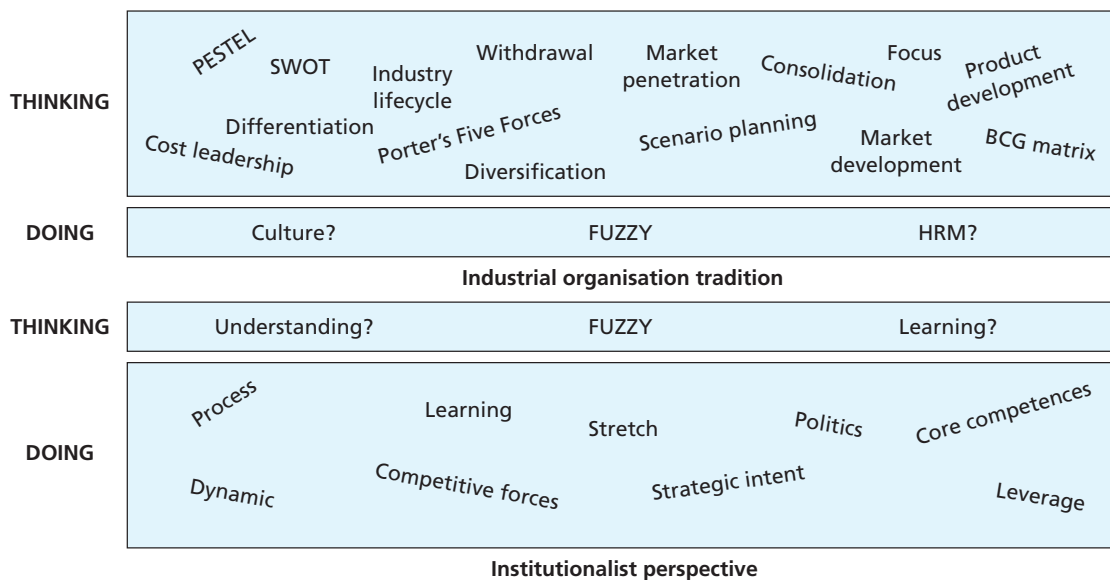 THINKING
PESTEL
SWOT
Industry
lifecycle
Withdrawal
Market
penetration
Consolidation
Focus
Product
development
Cost leadership
Differentiation
Porter's Five Forces
Diversification
Scenario planning
Market
development
BCG matrix
DOING
Culture?
FUZZY
HRM?
Industrial organisation tradition
THINKING
Understanding?
FUZZY
Learning?
DOING
Process
Learning
Stretch
Politics
Core competences
Dynamic
Competitive forces
Strategic intent
Leverage
Institutionalist perspective